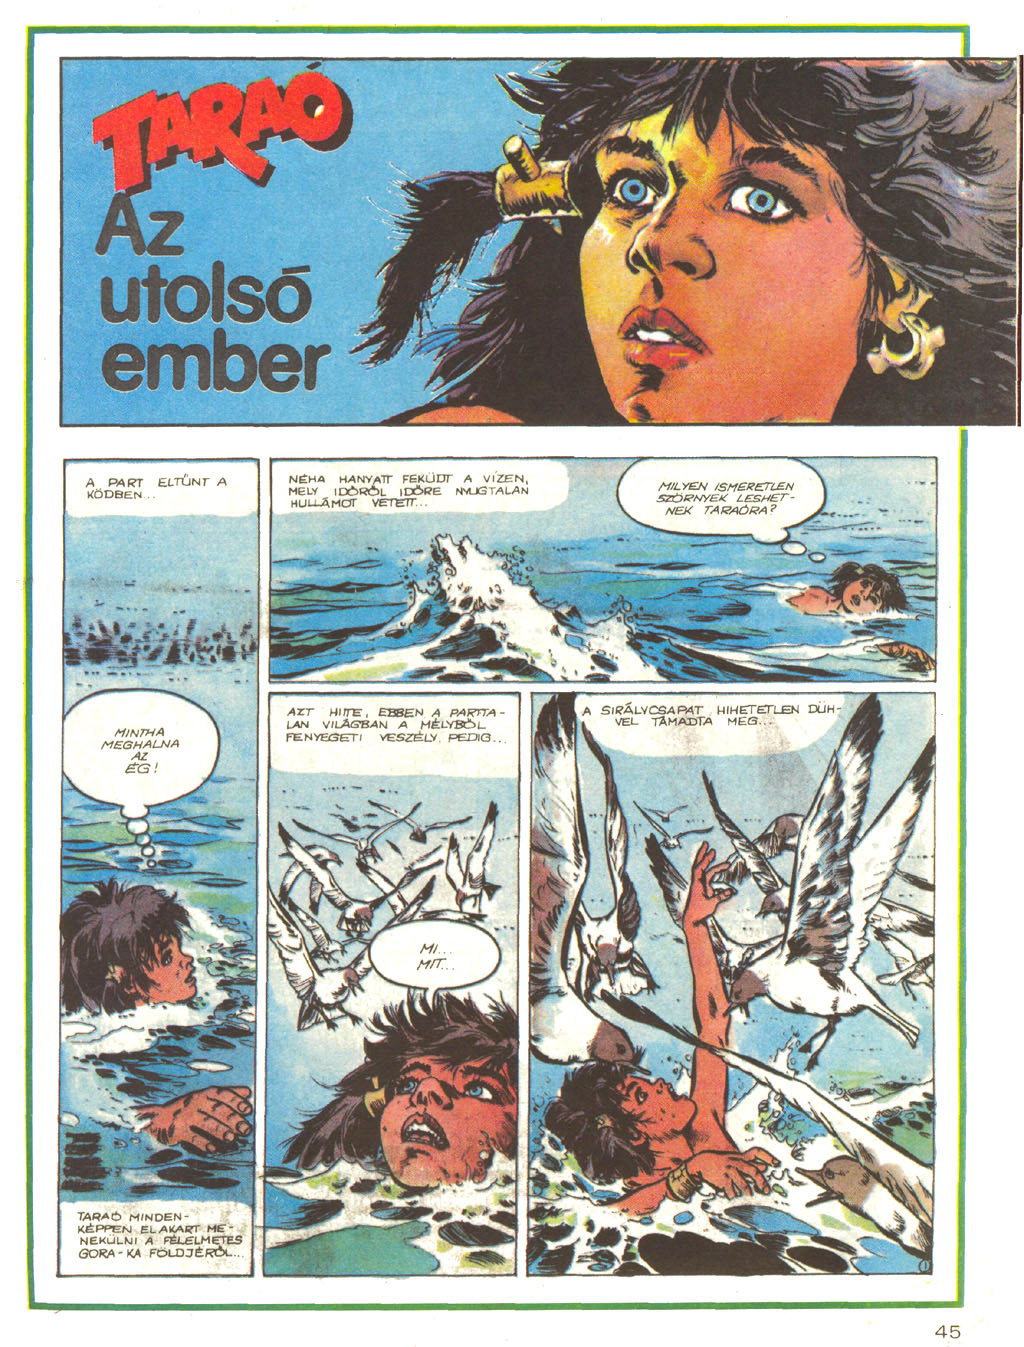 TARAÓ
Az
utolsó
ember
A PART ELTŰNT A
KÖDBEN...
MINTHA
MEGHALNA
AZ
ÉG!
TARAÓ MINDEN-
KÉPPEN EL AKART ME-
NEKÜLNI A FÉLELMETES
GORA-KA FÖLDJÉRŐL...
NÉHA HANYATT FEKÜDT A VÍZEN,
MELY IDŐRŐL IDŐRE NYUGTALAN
HULLÁMOT VETETT...
MILYEN ISMERETLEN
SZÖRNYEK LESHET-
NEK TARAÓRA?
AZT HITTE, EBBEN A PARTTA-
LAN VILÁGBAN A MÉLYBŐL
FENYEGETI VESZÉLY, PEDIG...
MI...
MIT...
A SIRÁLYCSAPAT HIHETETLEN DÜH-
VEL TÁMADTA MEG...
1
45